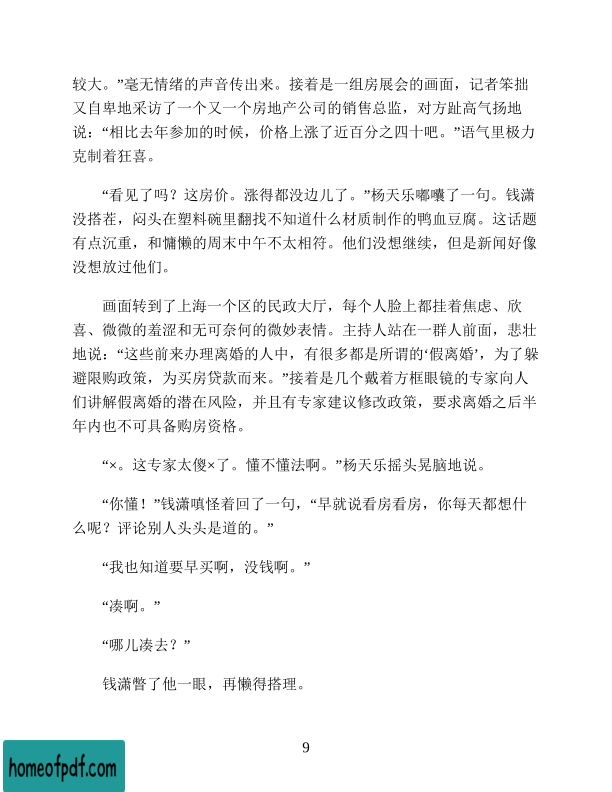 较大。”毫无情绪的声音传出来。接着是一组房展会的画面，记者笨拙
又自卑地采访了一个又一个房地产公司的销售总监，对方趾高气扬地
说：“相比去年参加的时候，价格上涨了近百分之四十吧。”语气里极力
克制着狂喜。
“看见了吗？这房价。涨得都没边儿了。”杨天乐嘟囔了一句。钱潇
没搭茬，闷头在塑料碗里翻找不知道什么材质制作的鸭血豆腐。这话题
有点沉重，和慵懒的周末中午不太相符。他们没想继续，但是新闻好像
没想放过他们。
画面转到了上海一个区的民政大厅，每个人脸上都挂着焦虑、欣
喜、微微的羞涩和无可奈何的微妙表情。主持人站在一群人前面，悲壮
地说：“这些前来办理离婚的人中，有很多都是所谓的‘假离婚’，为了躲
避限购政策，为买房贷款而来。”接着是几个戴着方框眼镜的专家向人
们讲解假离婚的潜在风险，并且有专家建议修改政策，要求离婚之后半
年内也不可具备购房资格。
“×。这专家太傻×了。懂不懂法啊。”杨天乐摇头晃脑地说。
“你懂！”钱潇嗔怪着回了一句，“早就说看房看房，你每天都想什
么呢？评论别人头头是道的。”
“我也知道要早买啊，没钱啊。”
“凑啊。”
“哪儿凑去？”
钱潇瞥了他一眼，再懒得搭理。
9
homeofpdf.com